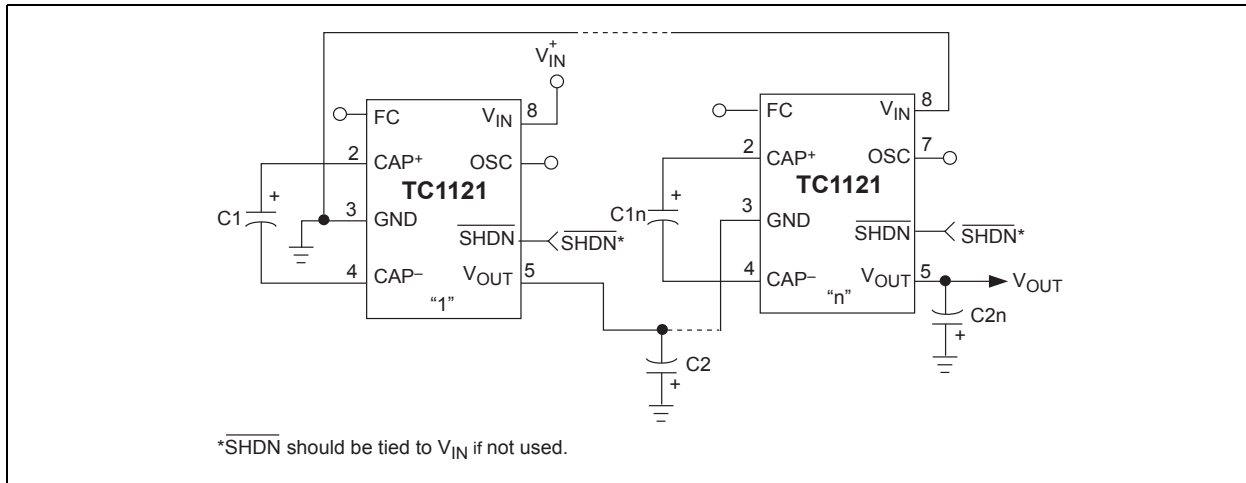 V+IN
FC
VIN
8
2
CAP+
OSC
TC1121
C1
+
3
GND
SHDN
SHDN*
4
CAP–
VOUT
5
“1”
C2
+
FC
VIN
8
2
CAP+
OSC
7
TC1121
C1n
+
3
GND
SHDN
SHDN*
4
CAP–
VOUT
5
VOUT
“n”
C2n
+
*SHDN should be tied to VIN if not used.